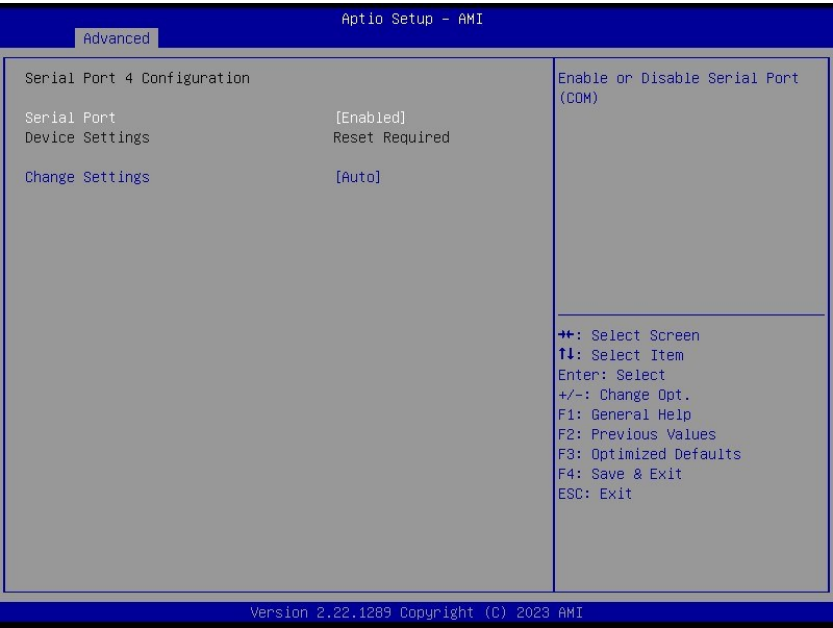 Aptio Setup – AMI
Advanced
Serial Port 4 Configuration
Serial Port [Enabled]
Device Settings Reset Required
Change Settings [Auto]
Enable or Disable Serial Port
(COM)
→←: Select Screen
↑↓: Select Item
Enter: Select
+/-: Change Opt.
F1: General Help
F2: Previous Values
F3: Optimized Defaults
F4: Save & Exit
ESC: Exit
Version 2.22.1289 Copyright (C) 2023 AMI